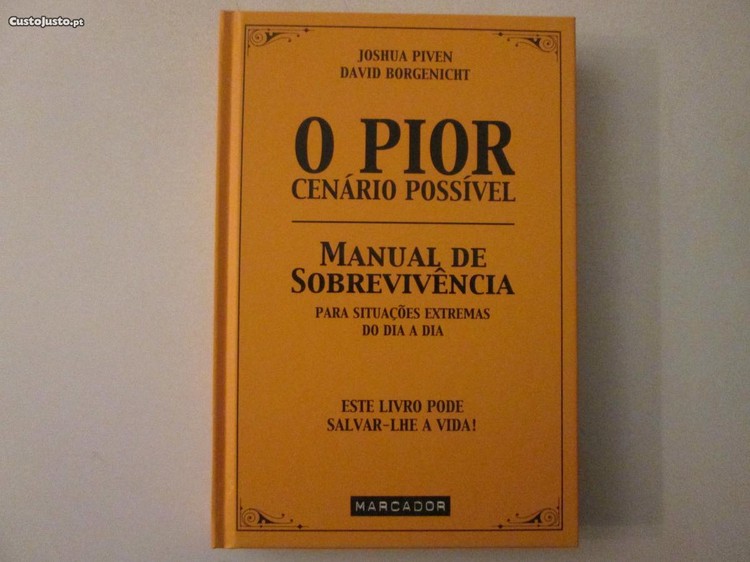 CustoJusto.pt
JOSHUA PIVEN
DAVID BORGENICHT
O PIOR
CENÁRIO POSSÍVEL
MANUAL DE
SOBREVIVÊNCIA
PARA SITUAÇÕES EXTREMAS
DO DIA A DIA
ESTE LIVRO PODE
SALVAR-LHE A VIDA!
MARCADOR